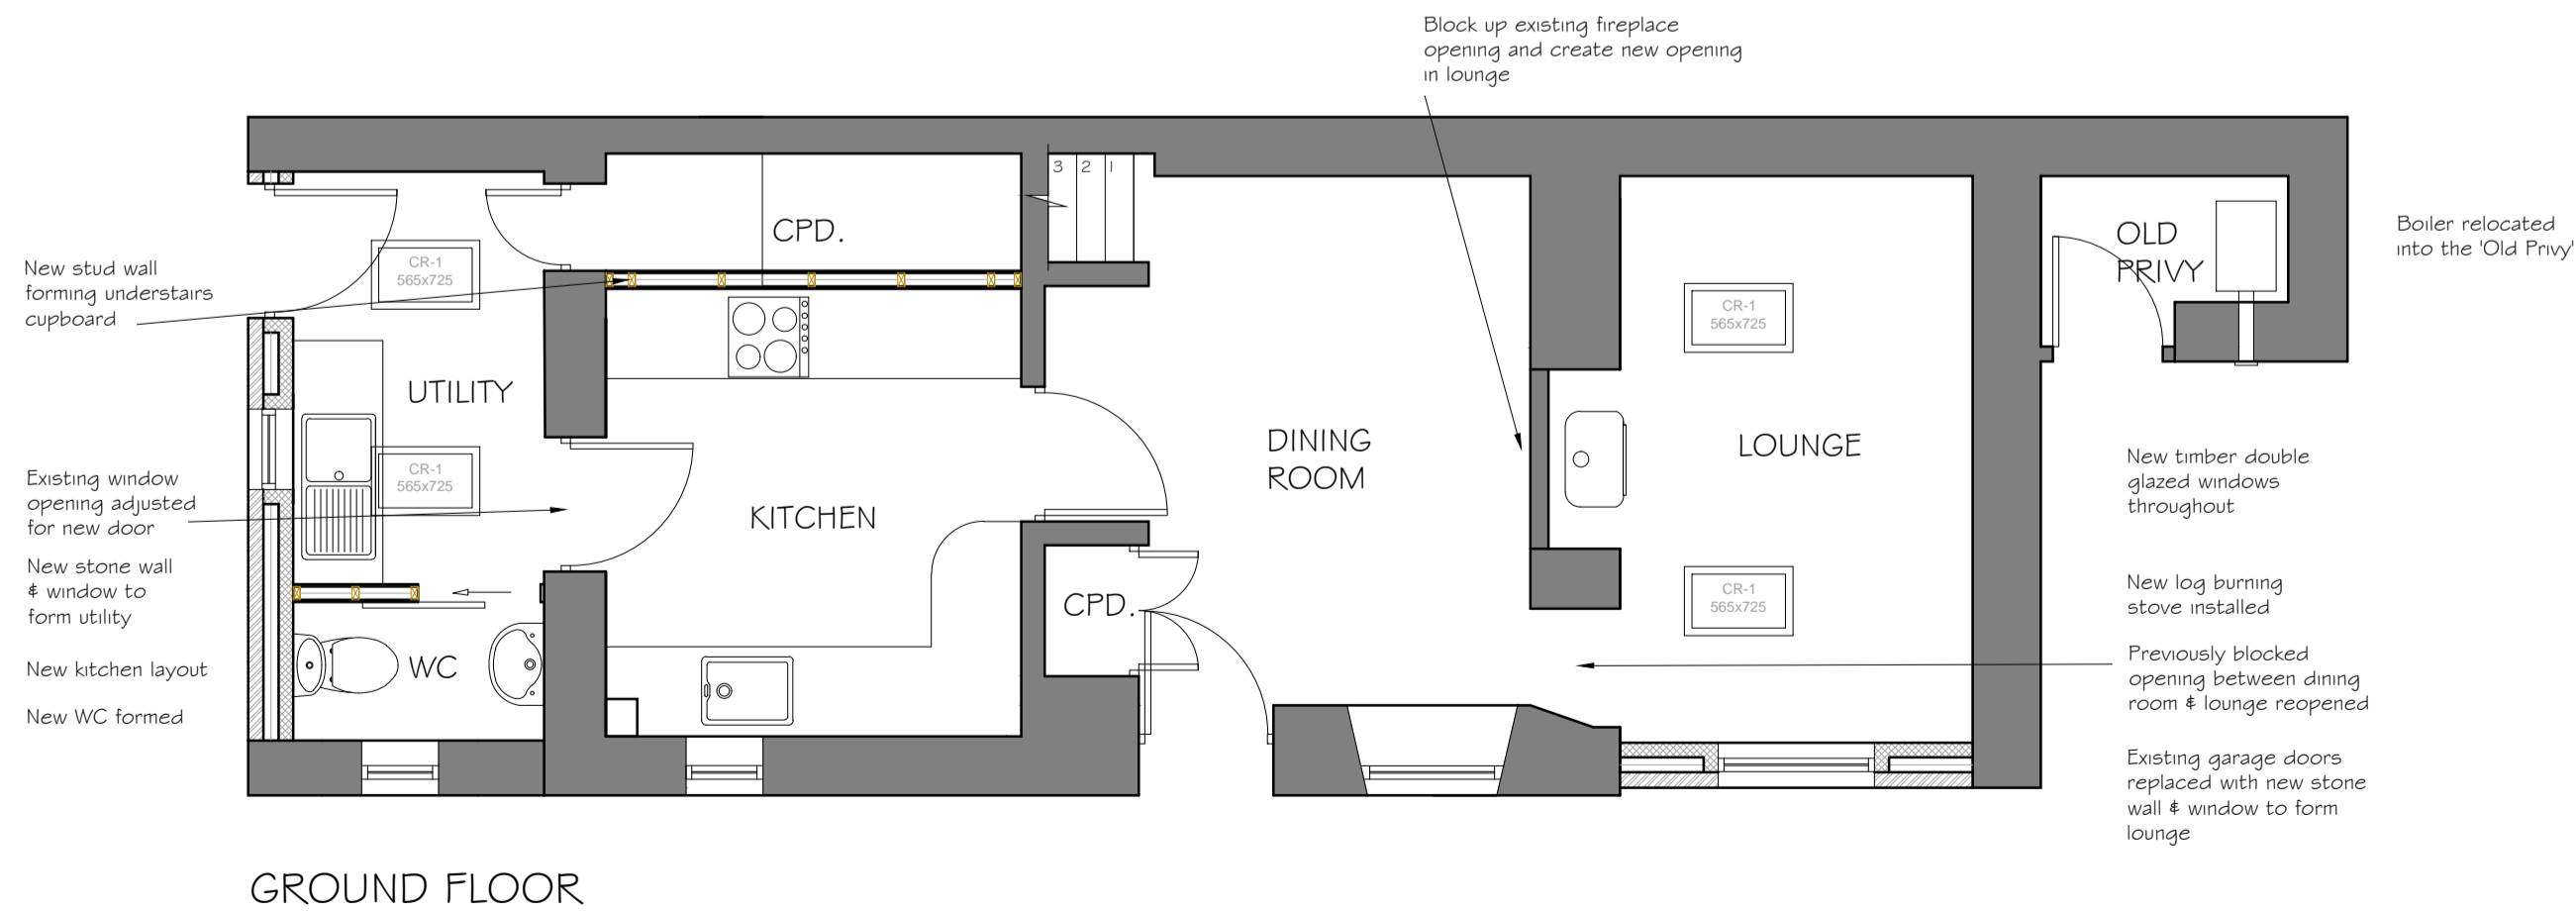 Block up existing fireplace
opening and create new opening
in lounge
3 2 1
CPD.
OLD
PRIVY
Boiler relocated
into the 'Old Privy'
New stud wall
forming understairs
cupboard
CR-1
565x725
CR-1
565x725
UTILITY
DINING
ROOM
LOUNGE
New timber double
glazed windows
throughout
Existing window
opening adjusted
for new door
CR-1
565x725
KITCHEN
New stone wall
& window to
form utility
CPD.
CR-1
565x725
New log burning
stove installed
New kitchen layout
WC
Previously blocked
opening between dining
room & lounge reopened
New WC formed
Existing garage doors
replaced with new stone
wall & window to form
lounge
GROUND FLOOR